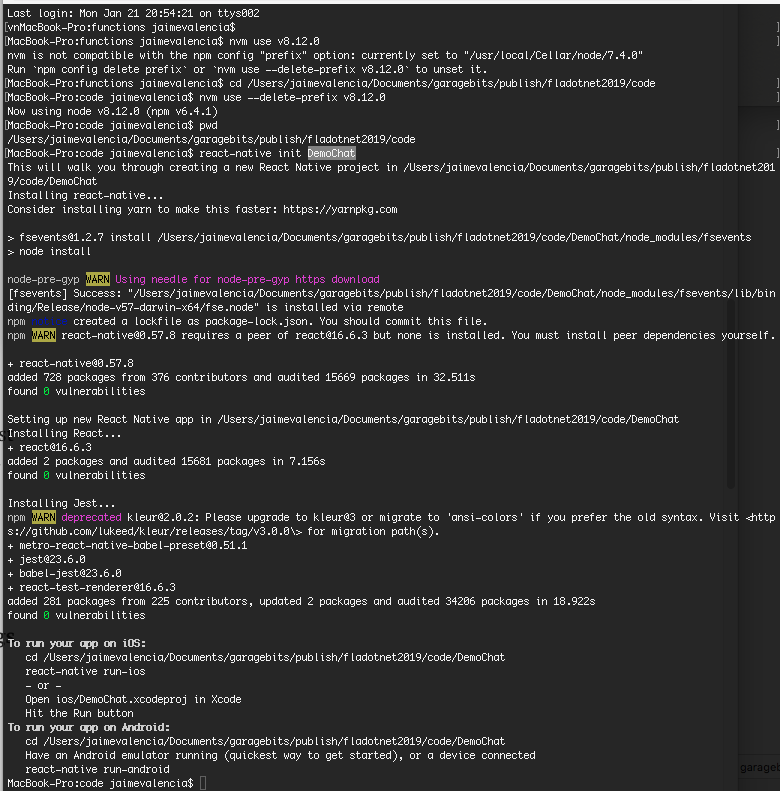 Last login: Mon Jan 21 20:54:21 on ttys002
[vnMacBook-Pro:functions jaimevalencia$ ]
[MacBook-Pro:functions jaimevalencia$ nvm use v8.12.0 ]
nvm is not compatible with the npm config "prefix" option: currently set to "/usr/local/Cellar/node/7.4.0"
Run `npm config delete prefix` or `nvm use --delete-prefix v8.12.0` to unset it.
[MacBook-Pro:functions jaimevalencia$ cd /Users/jaimevalencia/Documents/garagebits/publish/fladotnet2019/code ]
[MacBook-Pro:code jaimevalencia$ nvm use --delete-prefix v8.12.0 ]
Now using node v8.12.0 (npm v6.4.1)
[MacBook-Pro:code jaimevalencia$ pwd ]
/Users/jaimevalencia/Documents/garagebits/publish/fladotnet2019/code
[MacBook-Pro:code jaimevalencia$ react-native init DemoChat ]
This will walk you through creating a new React Native project in /Users/jaimevalencia/Documents/garagebits/publish/fladotnet201
9/code/DemoChat
Installing react-native...
Consider installing yarn to make this faster: https://yarnpkg.com
> fsevents@1.2.7 install /Users/jaimevalencia/Documents/garagebits/publish/fladotnet2019/code/DemoChat/node_modules/fsevents
> node install
node-pre-gyp WARN Using needle for node-pre-gyp https download
[fsevents] Success: "/Users/jaimevalencia/Documents/garagebits/publish/fladotnet2019/code/DemoChat/node_modules/fsevents/lib/bin
ding/Release/node-v57-darwin-x64/fse.node" is installed via remote
npm notice created a lockfile as package-lock.json. You should commit this file.
npm WARN react-native@0.57.8 requires a peer of react@16.6.3 but none is installed. You must install peer dependencies yourself.
+ react-native@0.57.8
added 728 packages from 376 contributors and audited 15669 packages in 32.511s
found 0 vulnerabilities
Setting up new React Native app in /Users/jaimevalencia/Documents/garagebits/publish/fladotnet2019/code/DemoChat
Installing React...
+ react@16.6.3
added 2 packages and audited 15681 packages in 7.156s
found 0 vulnerabilities
Installing Jest...
npm WARN deprecated kleur@2.0.2: Please upgrade to kleur@3 or migrate to 'ansi-colors' if you prefer the old syntax. Visit <http
s://github.com/lukeed/kleur/releases/tag/v3.0.0\> for migration path(s).
+ metro-react-native-babel-preset@0.51.1
+ jest@23.6.0
+ babel-jest@23.6.0
+ react-test-renderer@16.6.3
added 281 packages from 225 contributors, updated 2 packages and audited 34206 packages in 18.922s
found 0 vulnerabilities
To run your app on iOS:
cd /Users/jaimevalencia/Documents/garagebits/publish/fladotnet2019/code/DemoChat
react-native run-ios
- or -
Open ios/DemoChat.xcodeproj in Xcode
Hit the Run button
To run your app on Android:
cd /Users/jaimevalencia/Documents/garagebits/publish/fladotnet2019/code/DemoChat
Have an Android emulator running (quickest way to get started), or a device connected
react-native run-android
MacBook-Pro:code jaimevalencia$